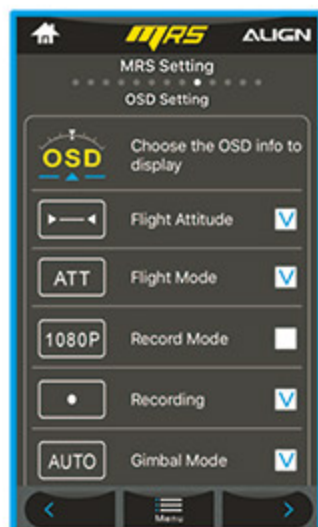 MRS ALIGN
MRS Setting
OSD Setting
OSD
Choose the OSD info to
display
Flight Attitude
ATT Flight Mode
1080P Record Mode
Recording
AUTO Gimbal Mode
Menu